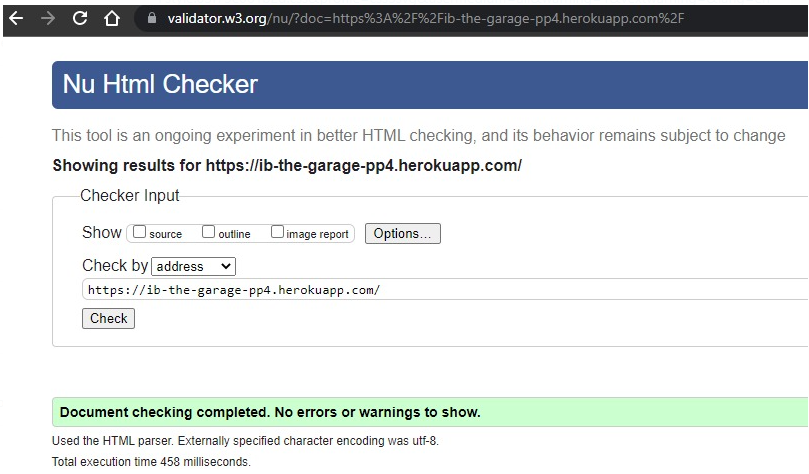 validator.w3.org/nu/?doc=https%3A%2F%2Fib-the-garage-pp4.herokuapp.com%2F
Nu Html Checker
This tool is an ongoing experiment in better HTML checking, and its behavior remains subject to change
Showing results for https://ib-the-garage-pp4.herokuapp.com/
Checker Input
Show source outline image report Options...
Check by address
https://ib-the-garage-pp4.herokuapp.com/
Check
Document checking completed. No errors or warnings to show.
Used the HTML parser. Externally specified character encoding was utf-8.
Total execution time 458 milliseconds.